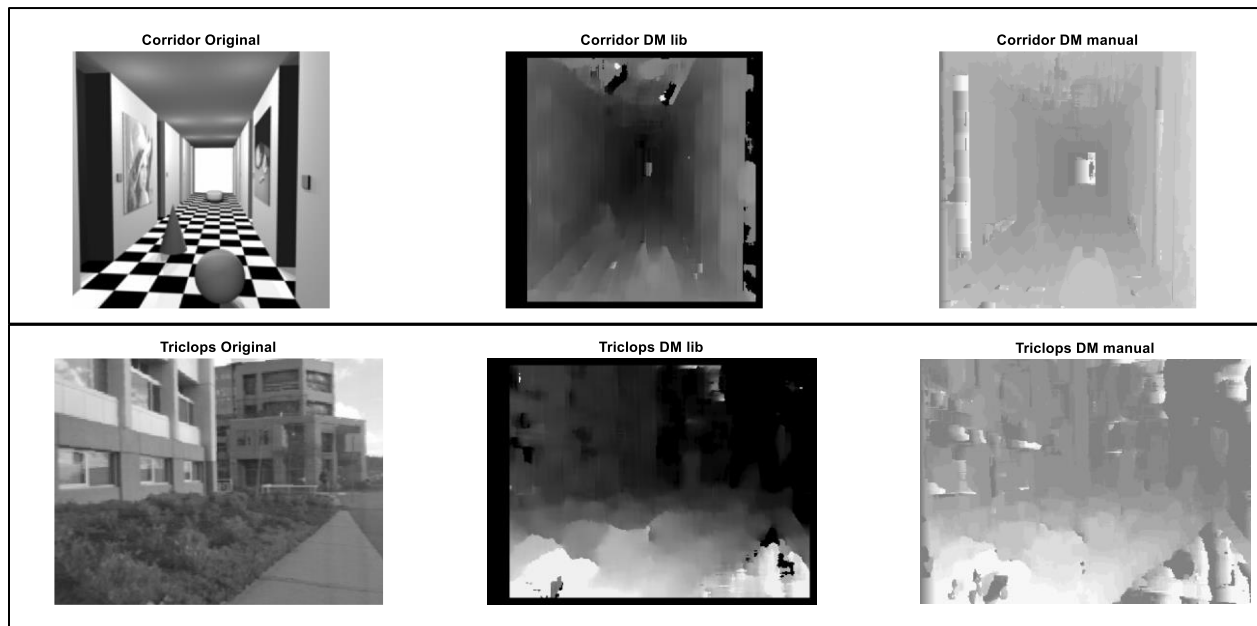 Corridor Original
Corridor DM lib
Corridor DM manual
Triclops Original
Triclops DM lib
Triclops DM manual